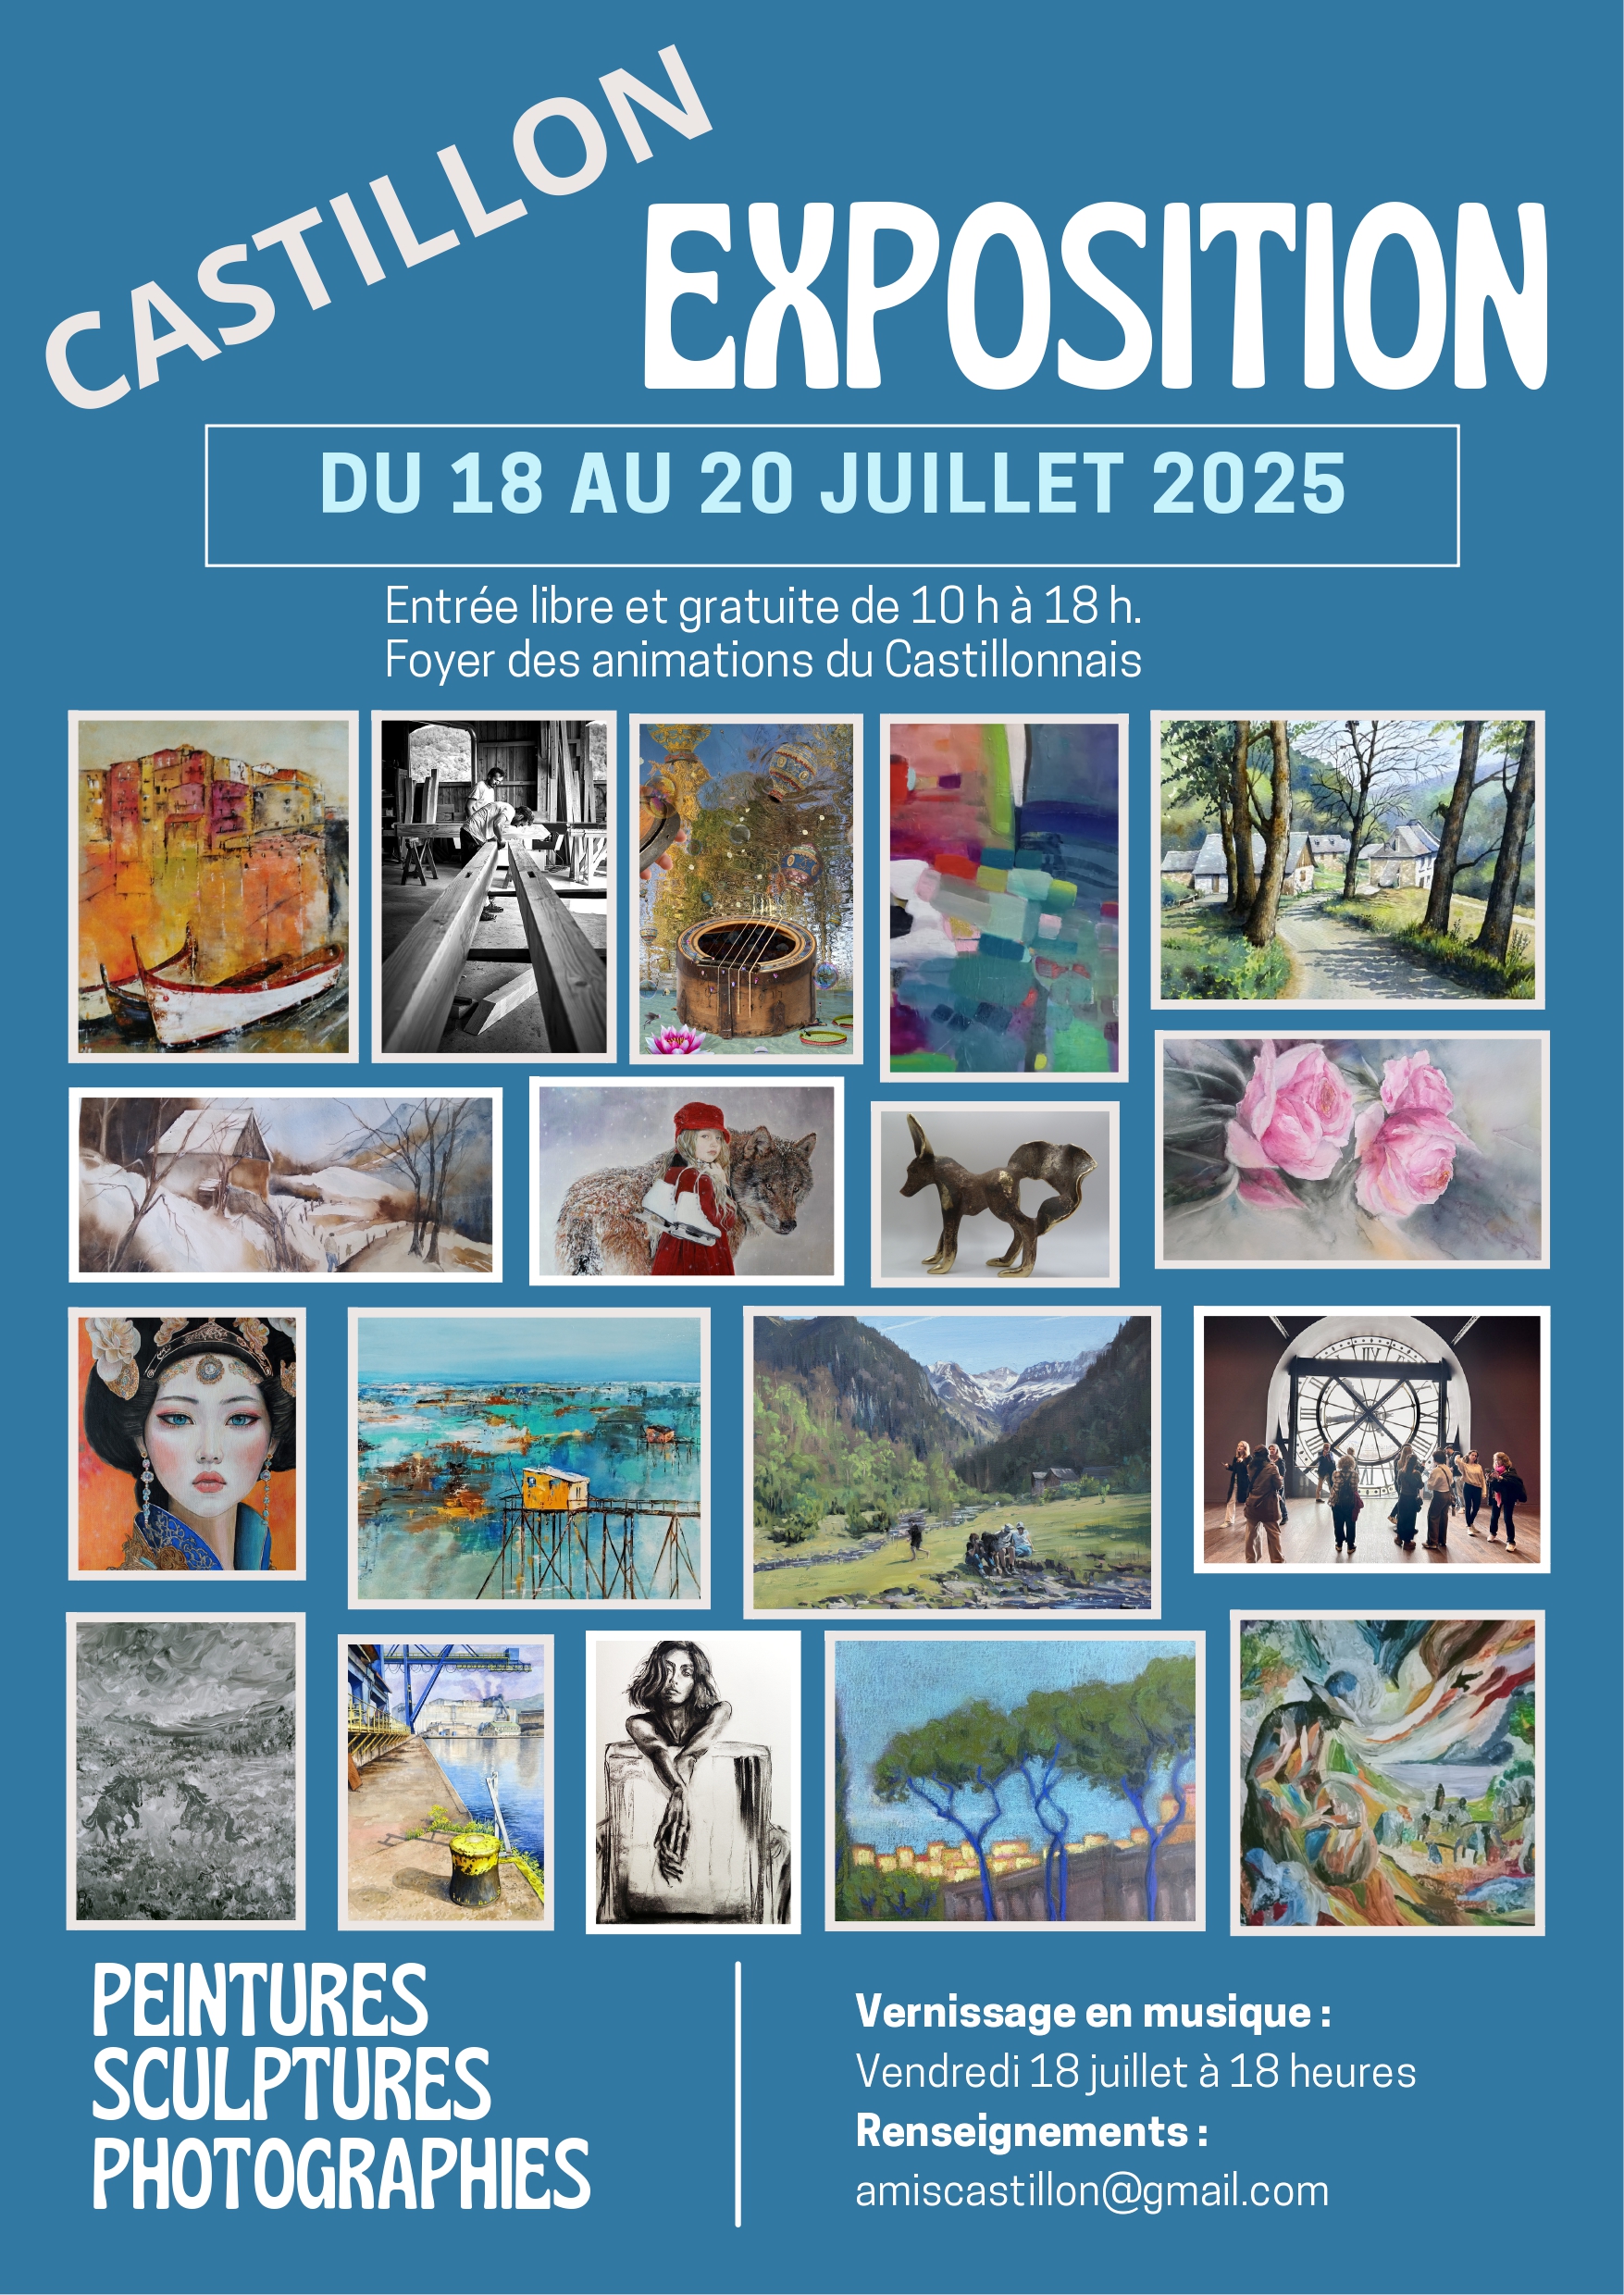 CASTILLON
EXPOSITION
DU 18 AU 20 JUILLET 2025
Entrée libre et gratuite de 10 h à 18 h.
Foyer des animations du Castillonnais
PEINTURES
SCULPTURES
PHOTOGRAPHIES
Vernissage en musique :
Vendredi 18 juillet à 18 heures
Renseignements :
amiscastillon@gmail.com